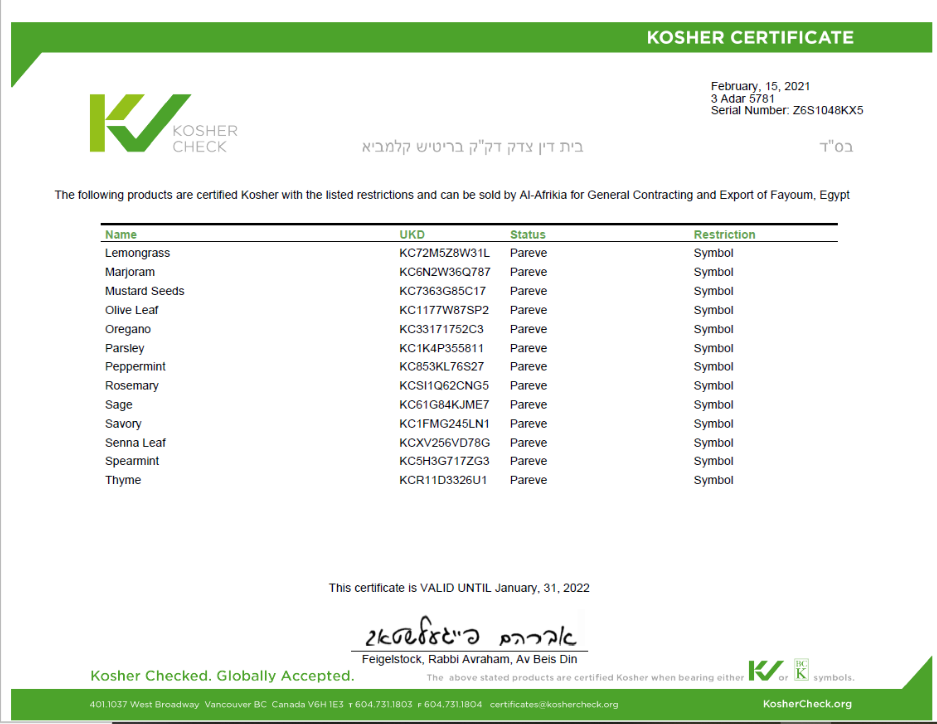 KOSHER CERTIFICATE
February, 15, 2021
3 Adar 5781
Serial Number: Z6S1048KX5
KOSHER
CHECK
בית דין צדק דק"ק בריטיש קלמביא
בס"ד
The following products are certified Kosher with the listed restrictions and can be sold by Al-Afrikia for General Contracting and Export of Fayoum, Egypt
Name UKD Status Restriction
Lemongrass KC72M5Z8W31L Pareve Symbol
Marjoram KC6N2W36Q787 Pareve Symbol
Mustard Seeds KC7363G85C17 Pareve Symbol
Olive Leaf KC1177W87SP2 Pareve Symbol
Oregano KC33171752C3 Pareve Symbol
Parsley KC1K4P355811 Pareve Symbol
Peppermint KC853KL76S27 Pareve Symbol
Rosemary KCSI1Q62CNG5 Pareve Symbol
Sage KC61G84KJME7 Pareve Symbol
Savory KC1FMG245LN1 Pareve Symbol
Senna Leaf KCXV256VD78G Pareve Symbol
Spearmint KC5H3G717ZG3 Pareve Symbol
Thyme KCR11D3326U1 Pareve Symbol
This certificate is VALID UNTIL January, 31, 2022
אברהם פייגעלשטאק
Feigelstock, Rabbi Avraham, Av Beis Din
Kosher Checked. Globally Accepted.
The above stated products are certified Kosher when bearing either or BC K symbols.
401.1037 West Broadway Vancouver BC Canada V6H 1E3 T 604.731.1803 F 604.731.1804 certificates@koshercheck.org
KosherCheck.org